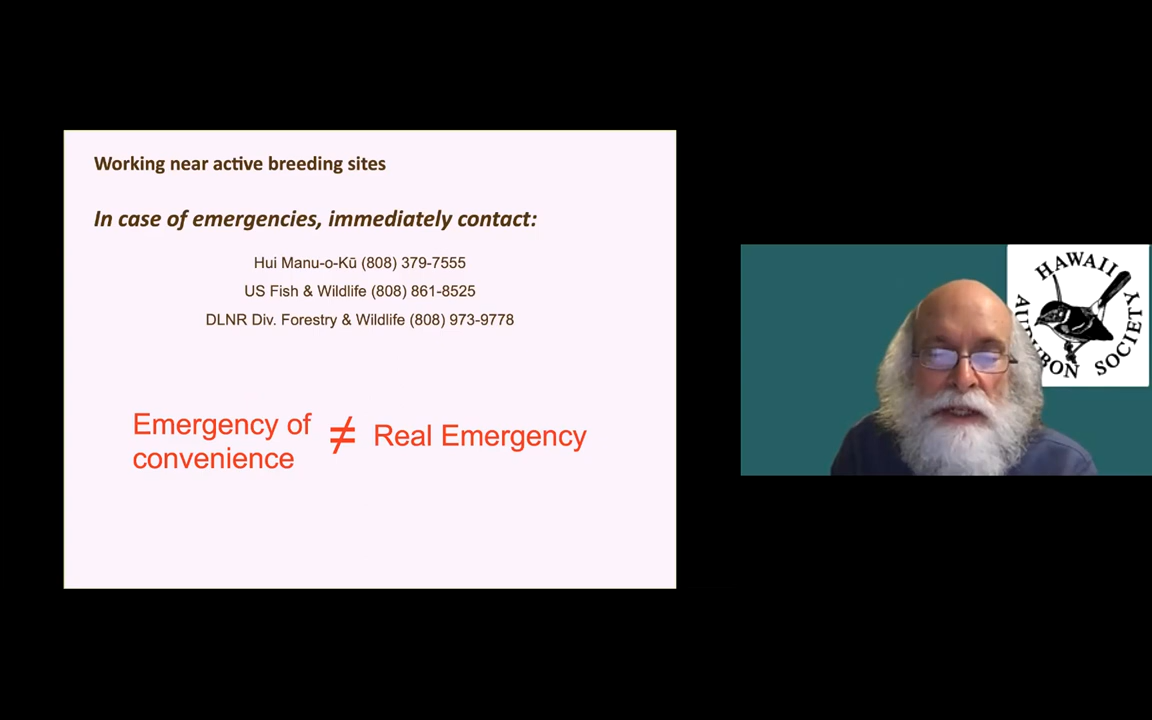 Working near active breeding sites
In case of emergencies, immediately contact:
Hui Manu-o-Kū (808) 379-7555
US Fish & Wildlife (808) 861-8525
DLNR Div. Forestry & Wildlife (808) 973-9778
Emergency of
convenience
≠ Real Emergency
HAWAII
AUDUBON SOCIETY